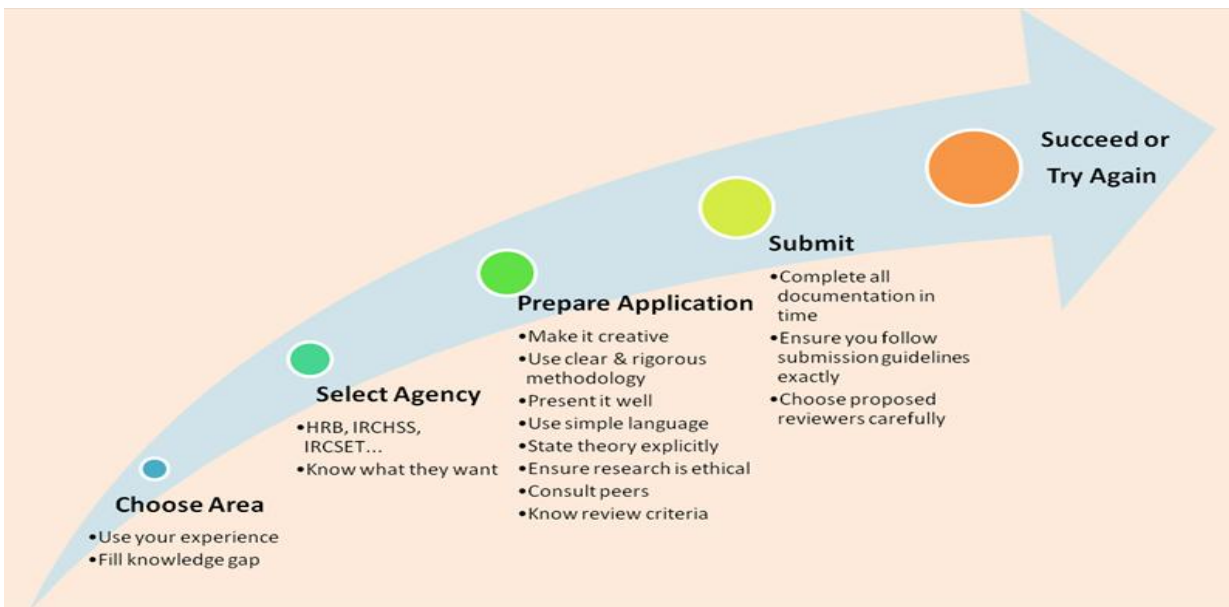 Choose Area
•Use your experience
•Fill knowledge gap
Select Agency
•HRB, IRCHSS,
IRCSET...
•Know what they want
Prepare Application
•Make it creative
•Use clear & rigorous
methodology
•Present it well
•Use simple language
•State theory explicitly
•Ensure research is ethical
•Consult peers
•Know review criteria
Submit
•Complete all
documentation in
time
•Ensure you follow
submission guidelines
exactly
•Choose proposed
reviewers carefully
Succeed or
Try Again